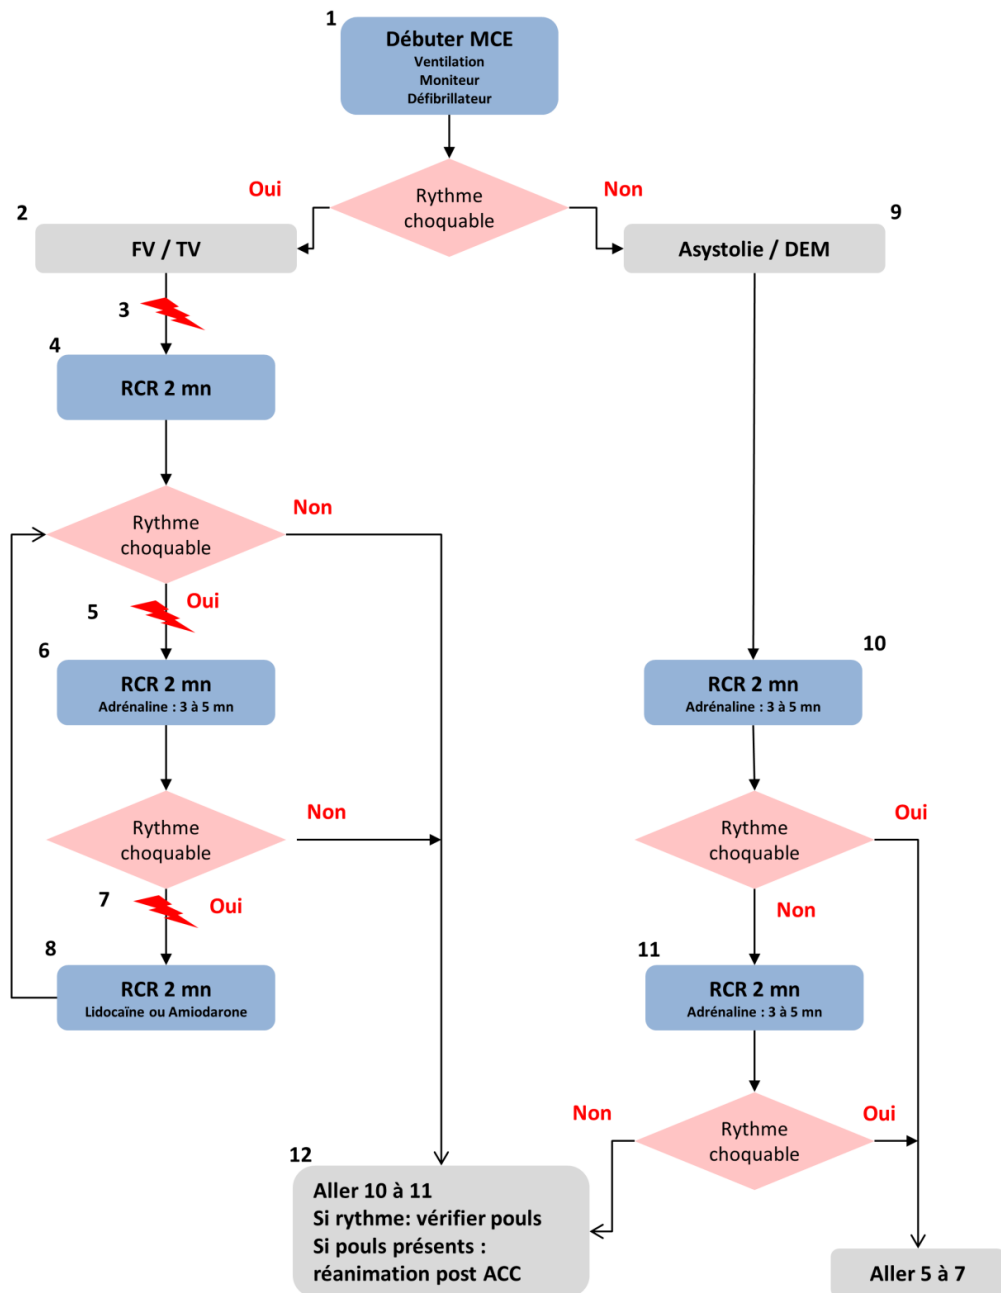 1
Débuter MCE
Ventilation
Moniteur
Défibrillateur
Rythme
choquable
Oui
Non
2
FV / TV
9
Asystolie / DEM
3
4
RCR 2 mn
Rythme
choquable
Non
5
Oui
6
RCR 2 mn
Adrénaline : 3 à 5 mn
10
RCR 2 mn
Adrénaline : 3 à 5 mn
Rythme
choquable
Non
Rythme
choquable
Oui
7
Oui
Non
8
RCR 2 mn
Lidocaïne ou Amiodarone
11
RCR 2 mn
Adrénaline : 3 à 5 mn
Rythme
choquable
Non
Oui
12
Aller 10 à 11
Si rythme: vérifier pouls
Si pouls présents :
réanimation post ACC
Aller 5 à 7